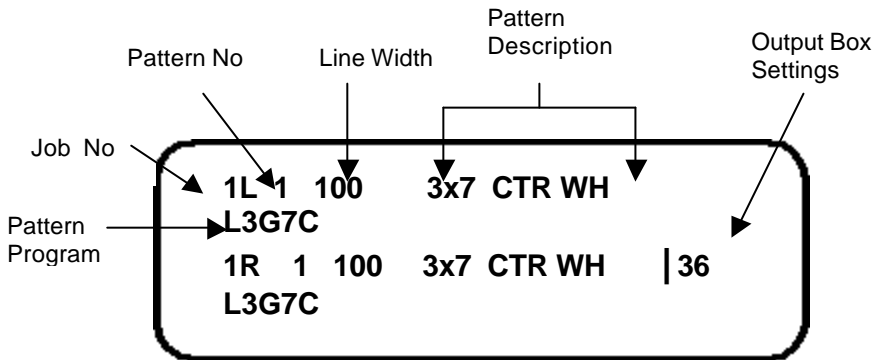 Pattern No
Line Width
Pattern
Description
Output Box
Settings
Job No
Pattern
Program
1L 1 100 3x7 CTR WH
L3G7C
1R 1 100 3x7 CTR WH |36
L3G7C